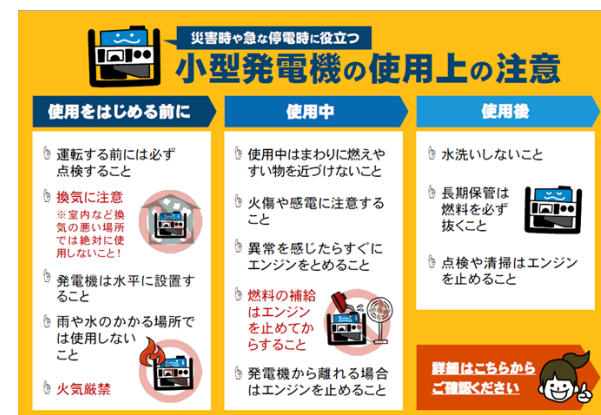 災害時や急な停電時に役立つ
小型発電機の使用上の注意
使用をはじめる前に
運転する前には必ず
点検すること
換気に注意
※室内など換
気の悪い場所
では絶対に使
用しないこと!
発電機は水平に設置す
ること
雨や水のかかる場所で
は使用しない
こと
火気厳禁
使用中
使用中はまわりに燃えや
すい物を近づけないこと
火傷や感電に注意する
こと
異常を感じたらすぐに
エンジンをとめること
燃料の補給
はエンジン
を止めてか
らすること
発電機から離れる場合
はエンジンを止めること
使用後
水洗いしないこと
長期保管は
燃料を必ず
抜くこと
点検や清掃はエンジン
を止めること
詳細はこちらから
ご確認ください